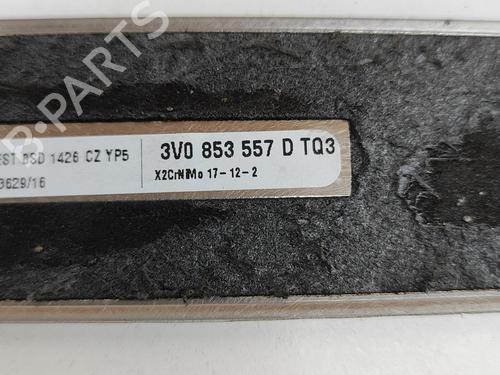 B-PARTS
EST BSD 1426 CZ YP5
3V0 853 557 D TQ3
3629/16
X2CrNiMo 17-12-2